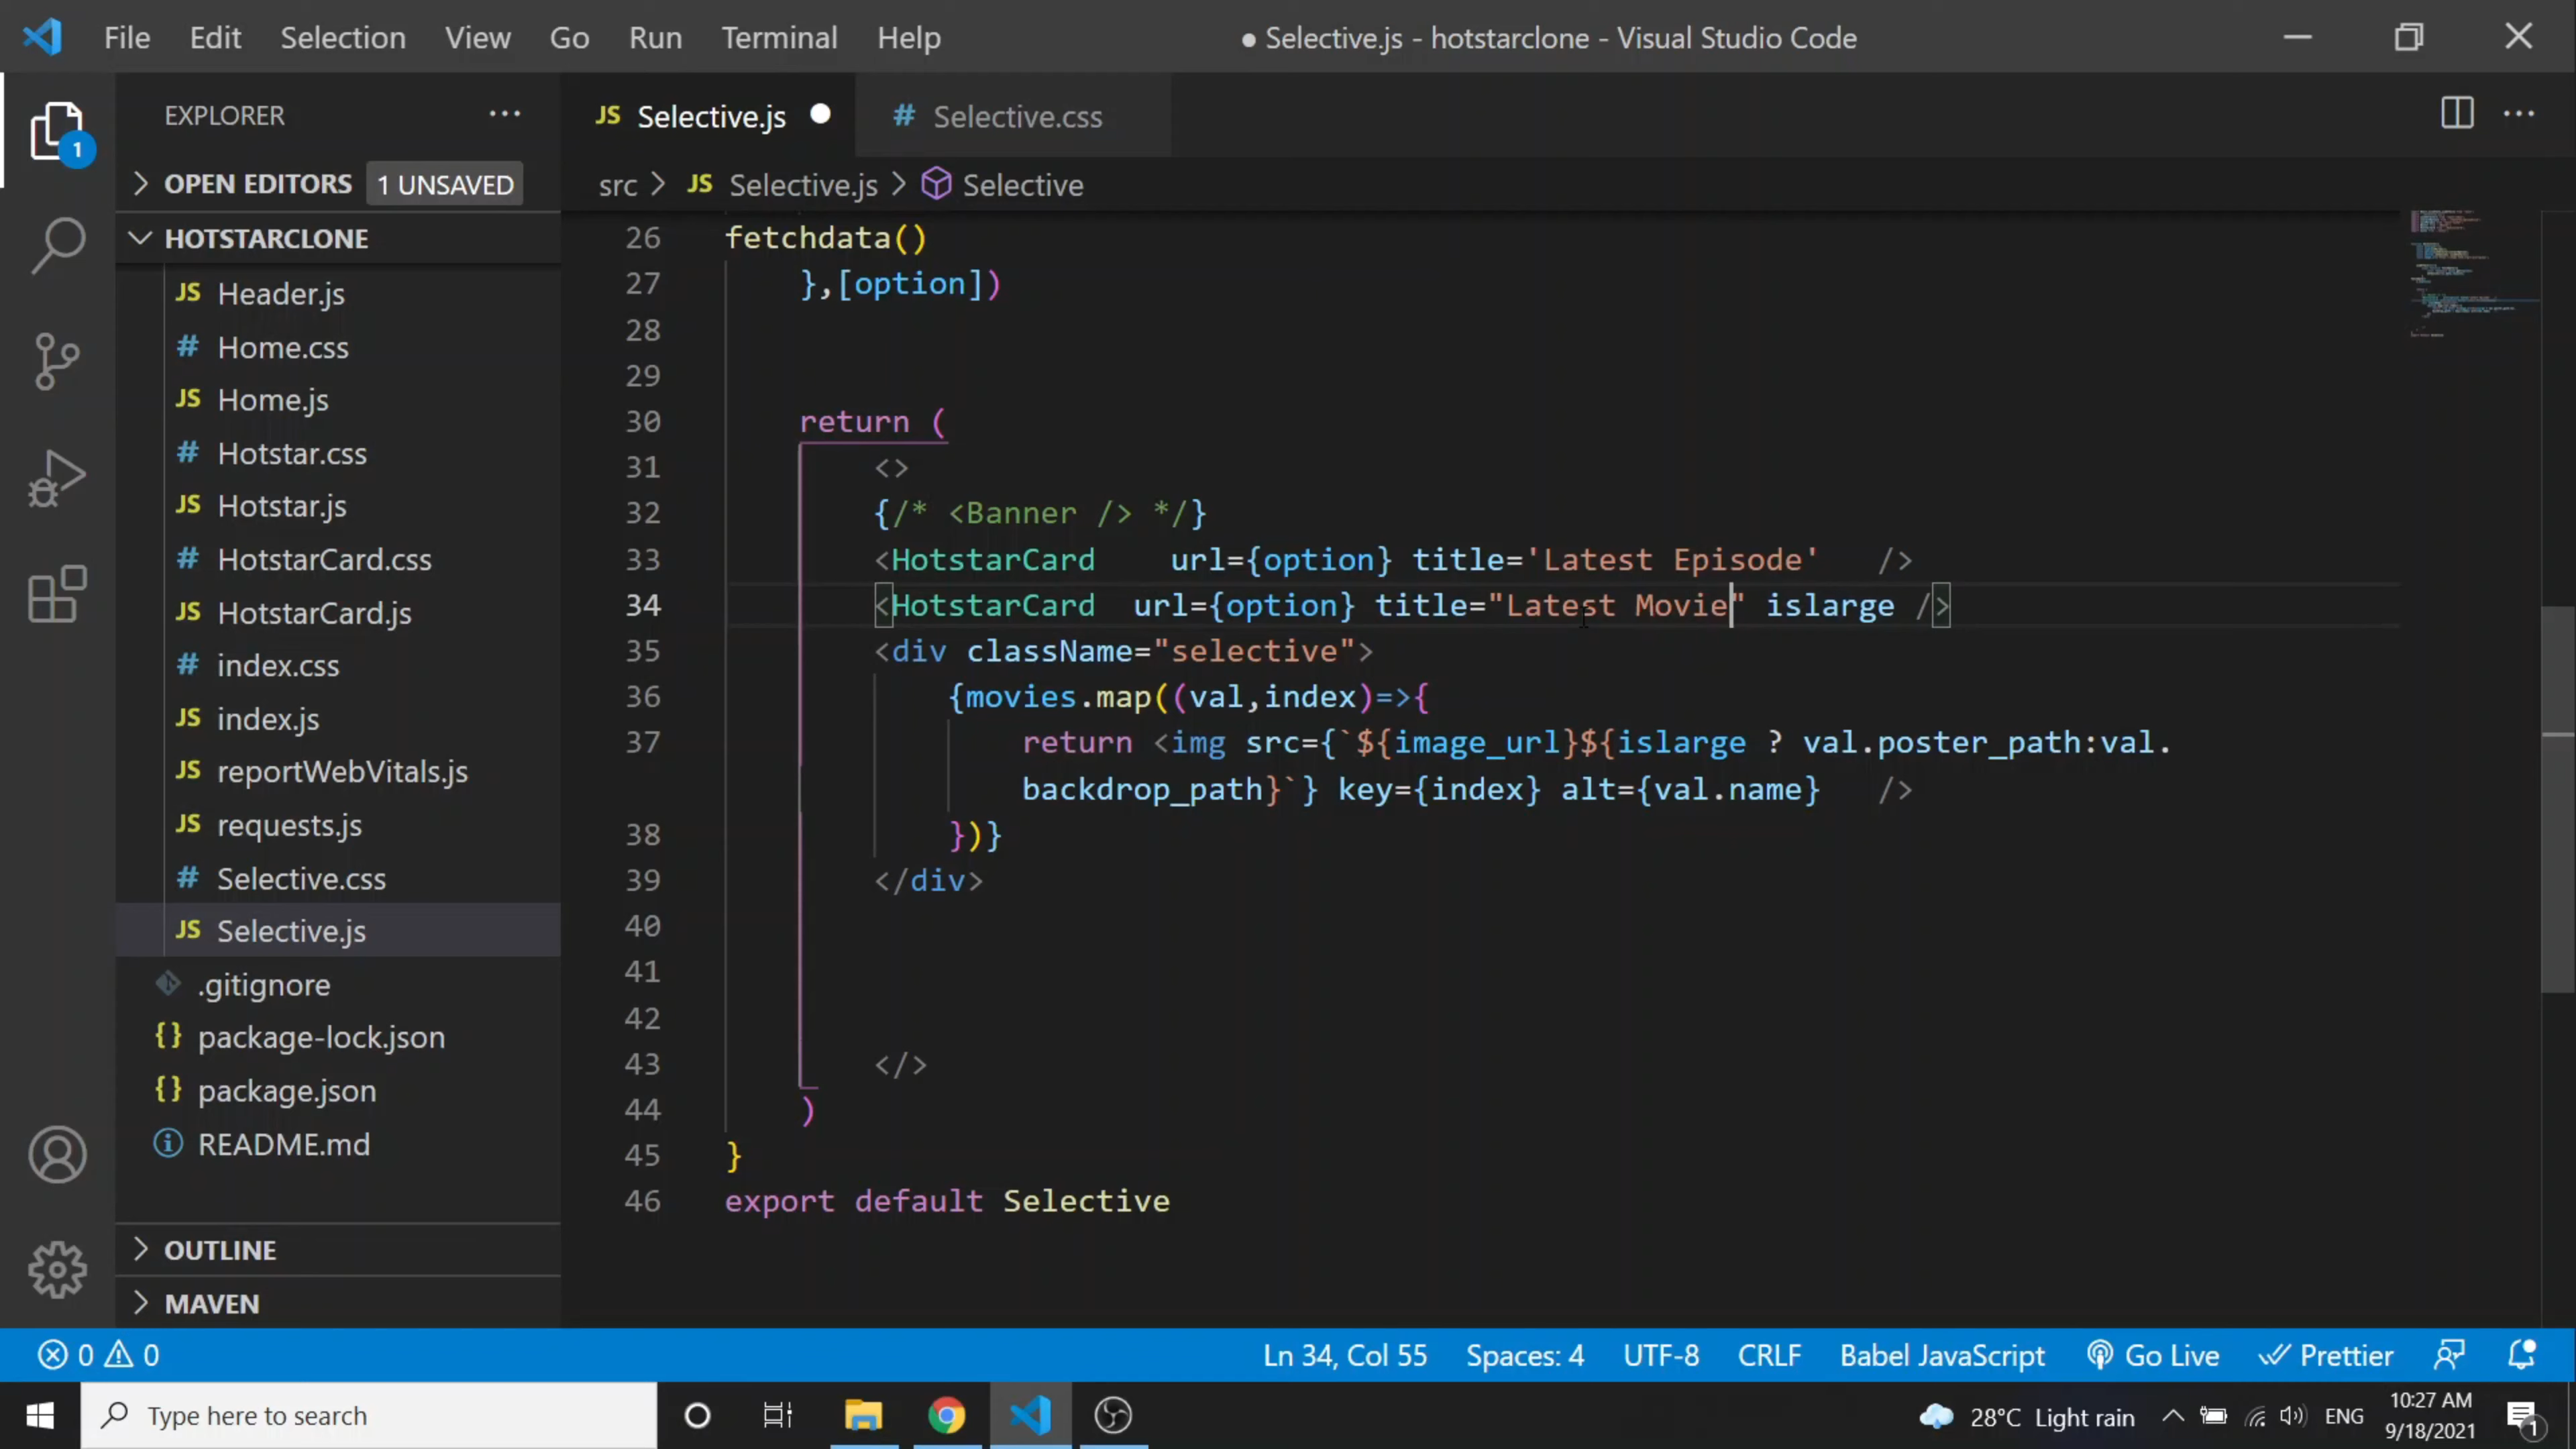 File Edit Selection View Go Run Terminal Help
● Selective.js - hotstarclone - Visual Studio Code
EXPLORER
JS Selective.js
# Selective.css
1
OPEN EDITORS 1 UNSAVED
src > JS Selective.js > Selective
HOTSTARCLONE
JS Header.js
# Home.css
JS Home.js
# Hotstar.css
JS Hotstar.js
# HotstarCard.css
JS HotstarCard.js
# index.css
JS index.js
JS reportWebVitals.js
JS requests.js
# Selective.css
JS Selective.js
.gitignore
{} package-lock.json
{} package.json
README.md
OUTLINE
MAVEN
26 fetchdata()
27 },[option])
28
29
30 return (
31 <>
32 {/* <Banner /> */}
33 <HotstarCard url={option} title='Latest Episode' />
34 <HotstarCard url={option} title="Latest Movie" islarge />
35 <div className="selective">
36 {movies.map((val,index)=>{
37 return <img src={`${image_url}${islarge ? val.poster_path:val.
backdrop_path}`} key={index} alt={val.name} />
38 })}
39 </div>
40
41
42
43 </>
44 )
45 }
46 export default Selective
0 0
Ln 34, Col 55 Spaces: 4 UTF-8 CRLF Babel JavaScript Go Live Prettier
Type here to search
28°C Light rain
ENG
10:27 AM
9/18/2021
1